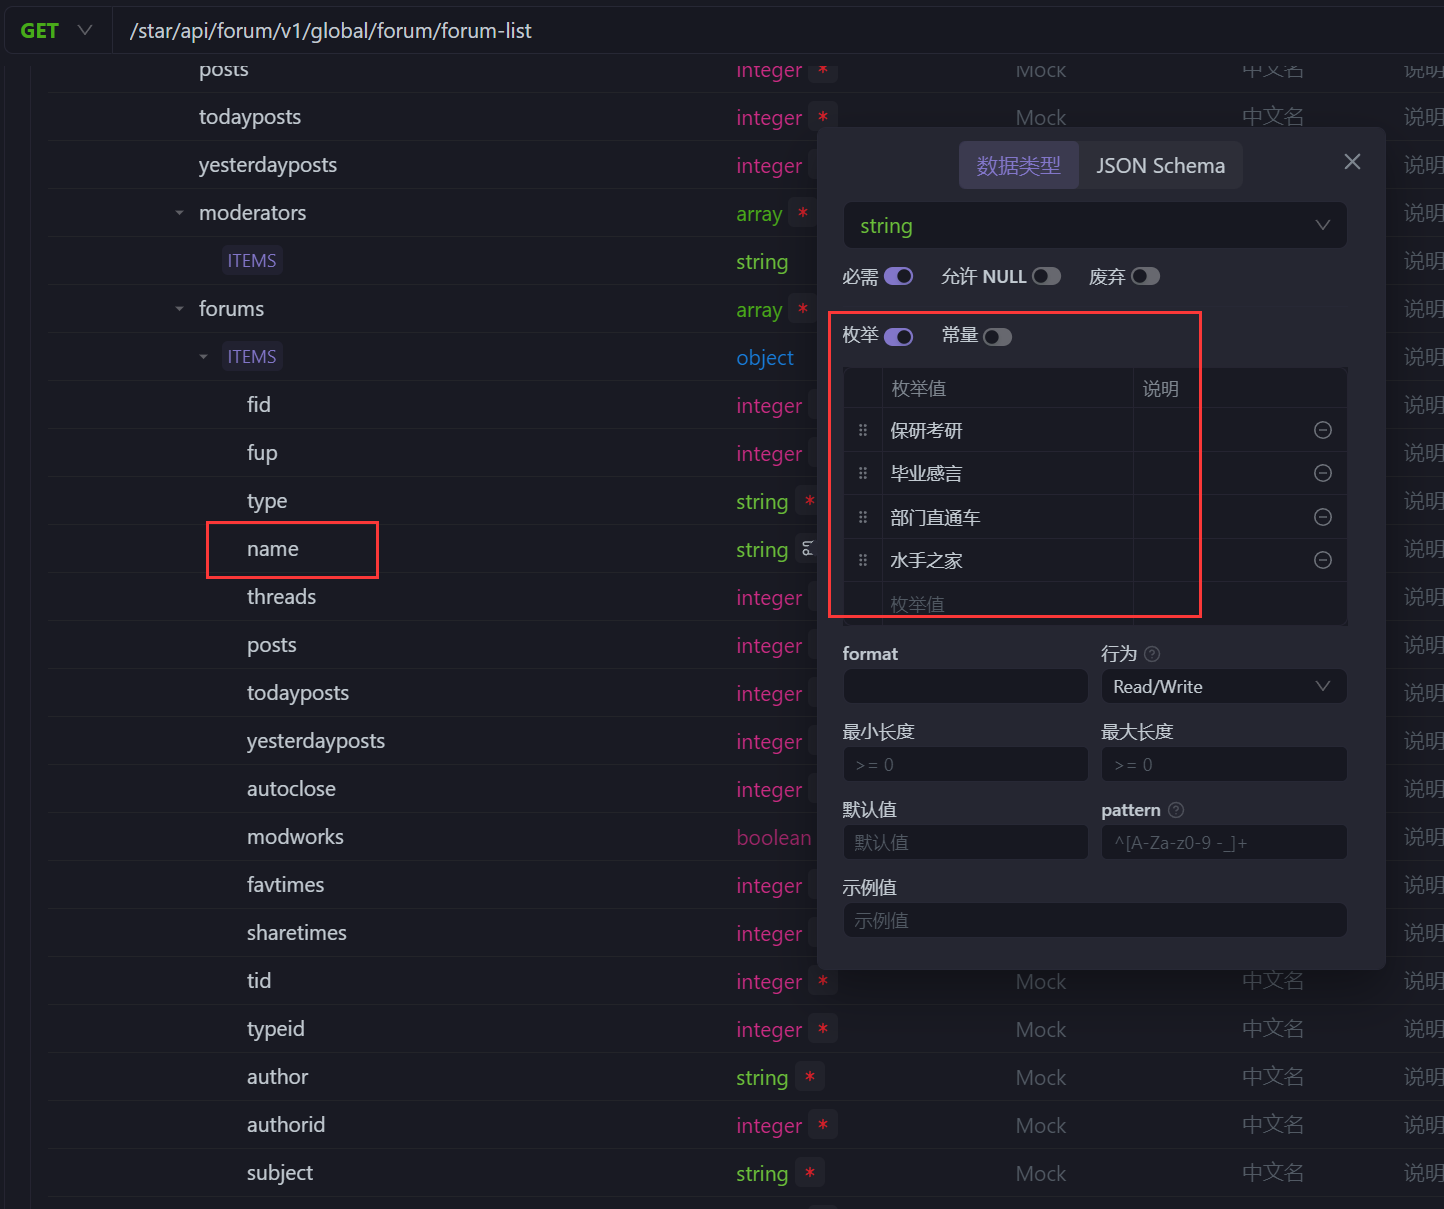 GET /star/api/forum/v1/global/forum/forum-list
posts integer * Mock 中文名 说明
todayposts integer * Mock 中文名 说明
yesterdayposts integer 说明
moderators array * 说明
ITEMS string 说明
forums array * 说明
ITEMS object 说明
fid integer 说明
fup integer 说明
type string * 说明
name string 说明
threads integer 说明
posts integer 说明
todayposts integer 说明
yesterdayposts integer 说明
autoclose integer 说明
modworks boolean 说明
favtimes integer 说明
sharetimes integer 说明
tid integer * Mock 中文名 说明
typeid integer * Mock 中文名 说明
author string * Mock 中文名 说明
authorid integer * Mock 中文名 说明
subject string * Mock 中文名 说明
数据类型 JSON Schema
string
必需 允许 NULL 废弃
枚举 常量
枚举值 说明
保研考研
毕业感言
部门直通车
水手之家
枚举值
format 行为
Read/Write
最小长度 最大长度
>= 0 >= 0
默认值 pattern
默认值 ^[A-Za-z0-9 -_]+
示例值
示例值